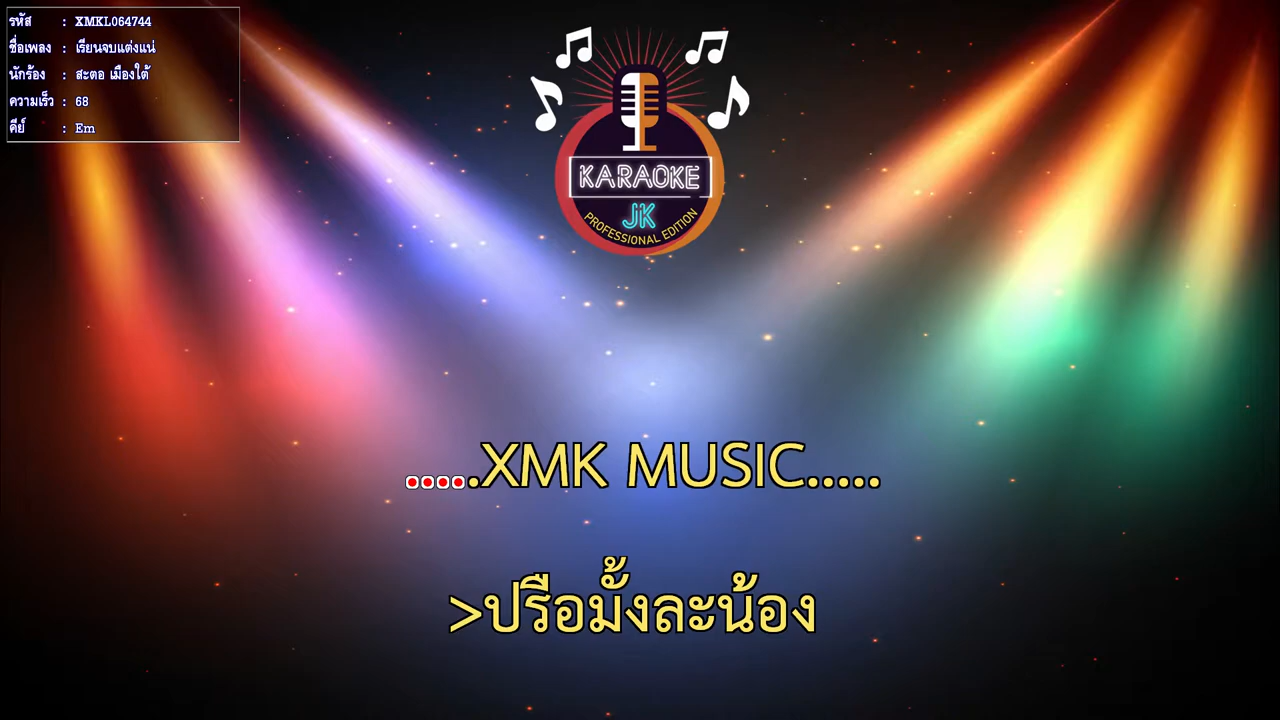 รหัส : XMKL064744
ชื่อเพลง : เรียนจบแต่งแน่
นักร้อง : สะตอ เมืองใต้
ความเร็ว : 68
คีย์ : Em
KARAOKE
JK
PROFESSIONAL EDITION
.....XMK MUSIC.....
>ปรือมั้งละน้อง